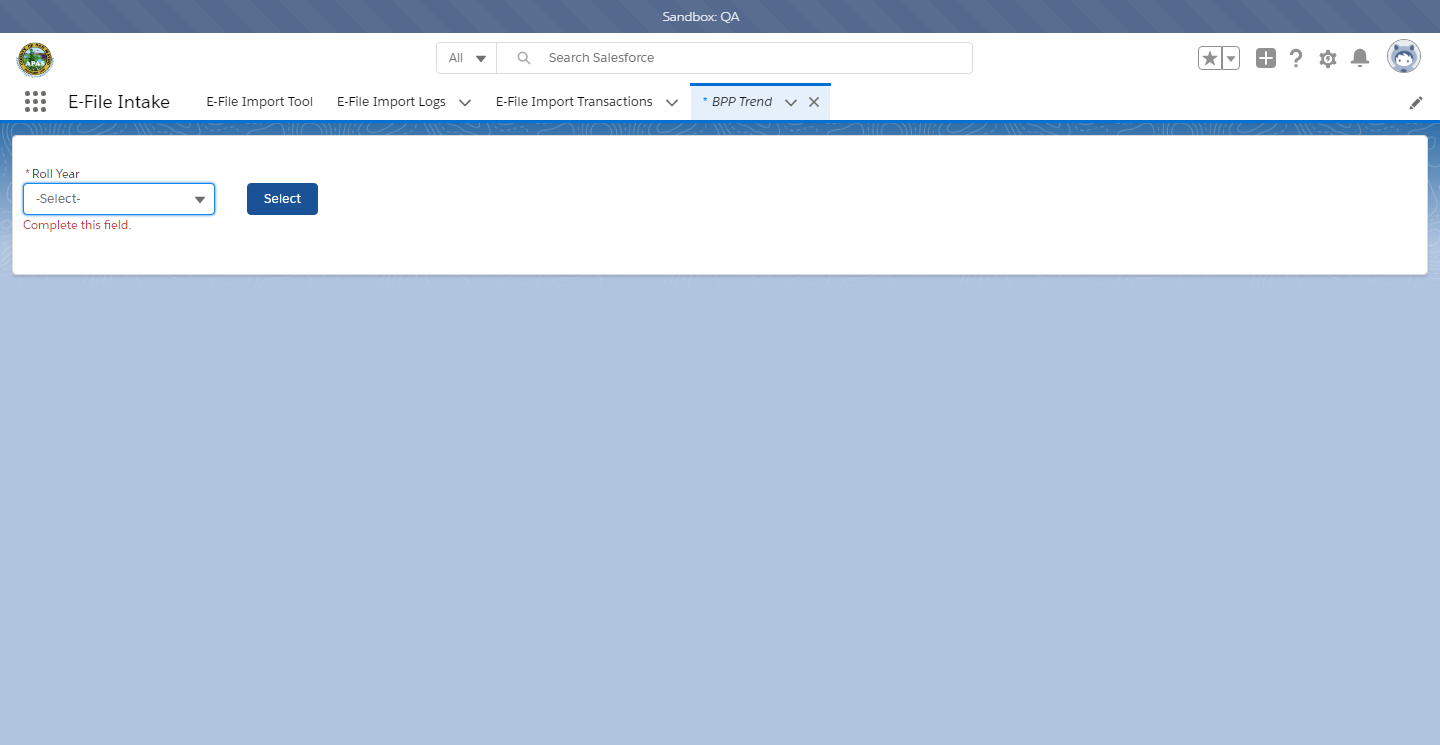 Sandbox: QA
APAS
All
Search Salesforce
E-File Intake
E-File Import Tool
E-File Import Logs
E-File Import Transactions
* BPP Trend
*Roll Year
-Select-
Select
Complete this field.